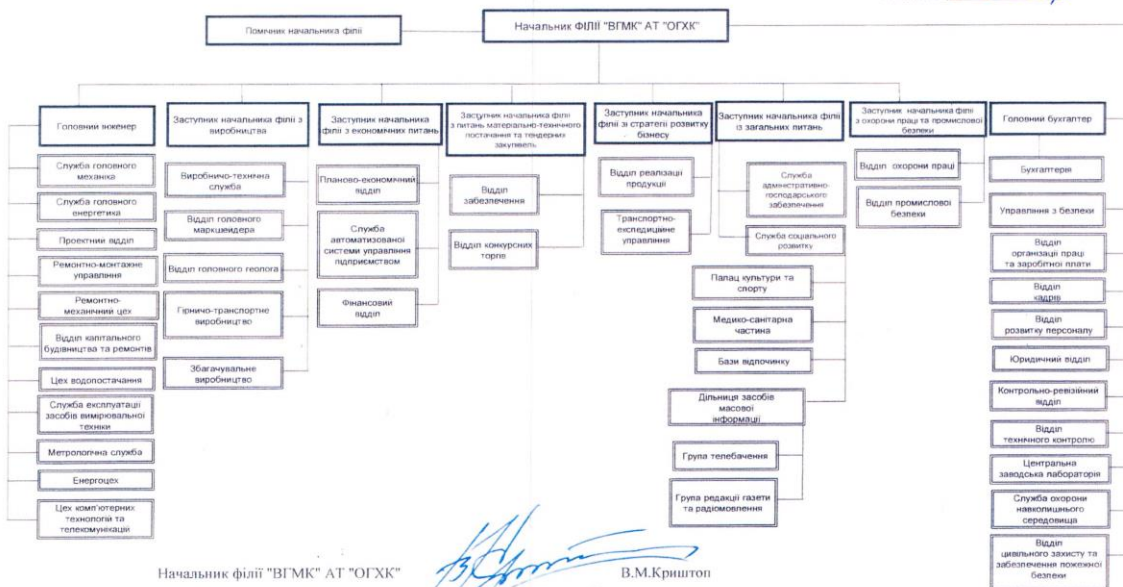 Помічник начальника філії
Начальник ФІЛІЇ "ВГМК" АТ "ОГХК"
Головний інженер
Служба головного
механіка
Служба головного
енергетика
Проектний відділ
Ремонтно-монтажне
управління
Ремонтно-
механічний цех
Відділ капітального
будівництва та ремонтів
Цех водопостачання
Служба експлуатації
засобів вимірювальної
техніки
Метрологічна служба
Енергоцех
Цех комп'ютерних
технологій та
телекомунікацій
Заступник начальника філії з
виробництва
Виробничо-технічна
служба
Відділ головного
маркшейдера
Відділ головного геолога
Гірничо-транспортне
виробництво
Збагачувальне
виробництво
Заступник начальника
філії з економічних питань
Планово-економічний
відділ
Служба
автоматизованої
системи управління
підприємством
Фінансовий
відділ
Заступник начальника філії
з питань матеріально-технічного
постачання та тендерних
закупівель
Відділ
забезпечення
Відділ конкурсних
торгів
Заступник начальника
філії зі стратегії розвитку
бізнесу
Відділ реалізації
продукції
Транспортно-
експедиційне
управління
Заступник начальника філії
із загальних питань
Служба
адміністративно-
господарського
забезпечення
Служба соціального
розвитку
Палац культури та
спорту
Медико-санітарна
частина
Бази відпочинку
Дільниця засобів
масової
інформації
Група телебачення
Група редакції газети
та радіомовлення
Заступник начальника філії
з охорони праці та промислової
безпеки
Відділ охорони праці
Відділ промислової
безпеки
Головний бухгалтер
Бухгалтерія
Управління з безпеки
Відділ
організації праці
та заробітної плати
Відділ
кадрів
Відділ
розвитку персоналу
Юридичний відділ
Контрольно-ревізійний
відділ
Відділ
технічного контролю
Центральна
заводська лабораторія
Служба охорони
навколишнього
середовища
Відділ
цивільного захисту та
забезпечення пожежної
безпеки
Начальник філії "ВГМК" АТ "ОГХК"
В.М.Криштоп